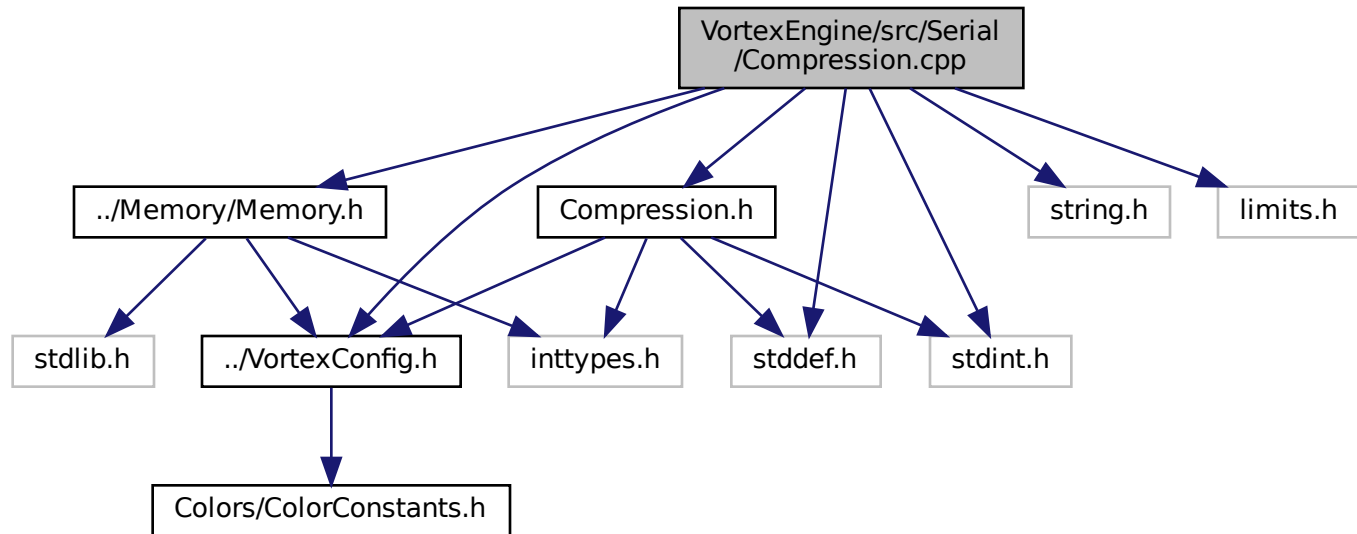 VortexEngine/src/Serial
/Compression.cpp
../Memory/Memory.h
Compression.h
string.h
limits.h
stdlib.h
../VortexConfig.h
inttypes.h
stddef.h
stdint.h
Colors/ColorConstants.h